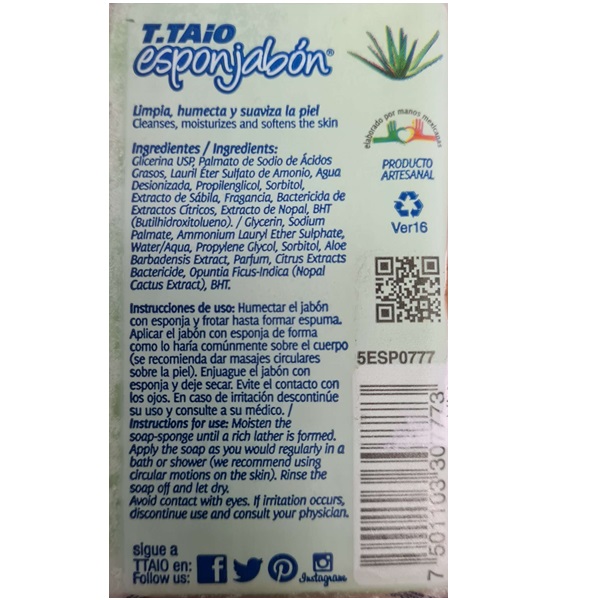 T.TAiO
esponjabón®
Limpia, humecta y suaviza la piel
Cleanses, moisturizes and softens the skin
elaborado por manos mexicanas
PRODUCTO
ARTESANAL
Ver16
Ingredientes / Ingredients:
Glicerina USP, Palmato de Sodio de Ácidos
Grasos, Lauril Éter Sulfato de Amonio, Agua
Desionizada, Propilenglicol, Sorbitol,
Extracto de Sábila, Fragancia, Bactericida de
Extractos Cítricos, Extracto de Nopal, BHT
(Butilhidroxitolueno). / Glycerin, Sodium
Palmate, Ammonium Lauryl Ether Sulphate,
Water/Aqua, Propylene Glycol, Sorbitol, Aloe
Barbadensis Extract, Parfum, Citrus Extracts
Bactericide, Opuntia Ficus-Indica (Nopal
Cactus Extract), BHT.
Instrucciones de uso: Humectar el jabón
con esponja y frotar hasta formar espuma.
Aplicar el jabón con esponja de forma
como lo haría comúnmente sobre el cuerpo
(se recomienda dar masajes circulares
sobre la piel). Enjuague el jabón con
esponja y deje secar. Evite el contacto con
los ojos. En caso de irritación descontinúe
su uso y consulte a su médico. /
Instructions for use: Moisten the
soap-sponge until a rich lather is formed.
Apply the soap as you would regularly in a
bath or shower (we recommend using
circular motions on the skin). Rinse the
soap off and let dry.
Avoid contact with eyes. If irritation occurs,
discontinue use and consult your physician.
5ESP0777
7 501103 307773
sigue a
TTAIO en:
Follow us:
Instagram